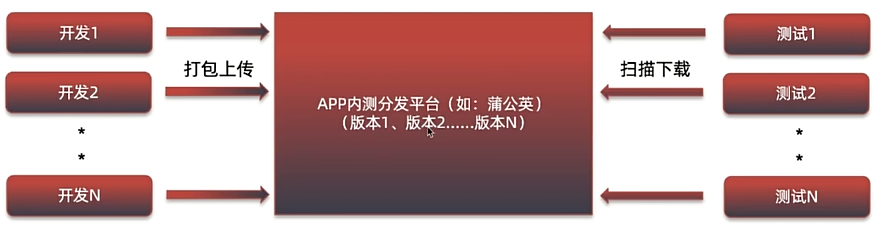 开发1
测试1
打包上传
扫描下载
开发2
测试2
APP内测分发平台（如：蒲公英）
（版本1、版本2......版本N）
*
*
*
*
开发N
测试N